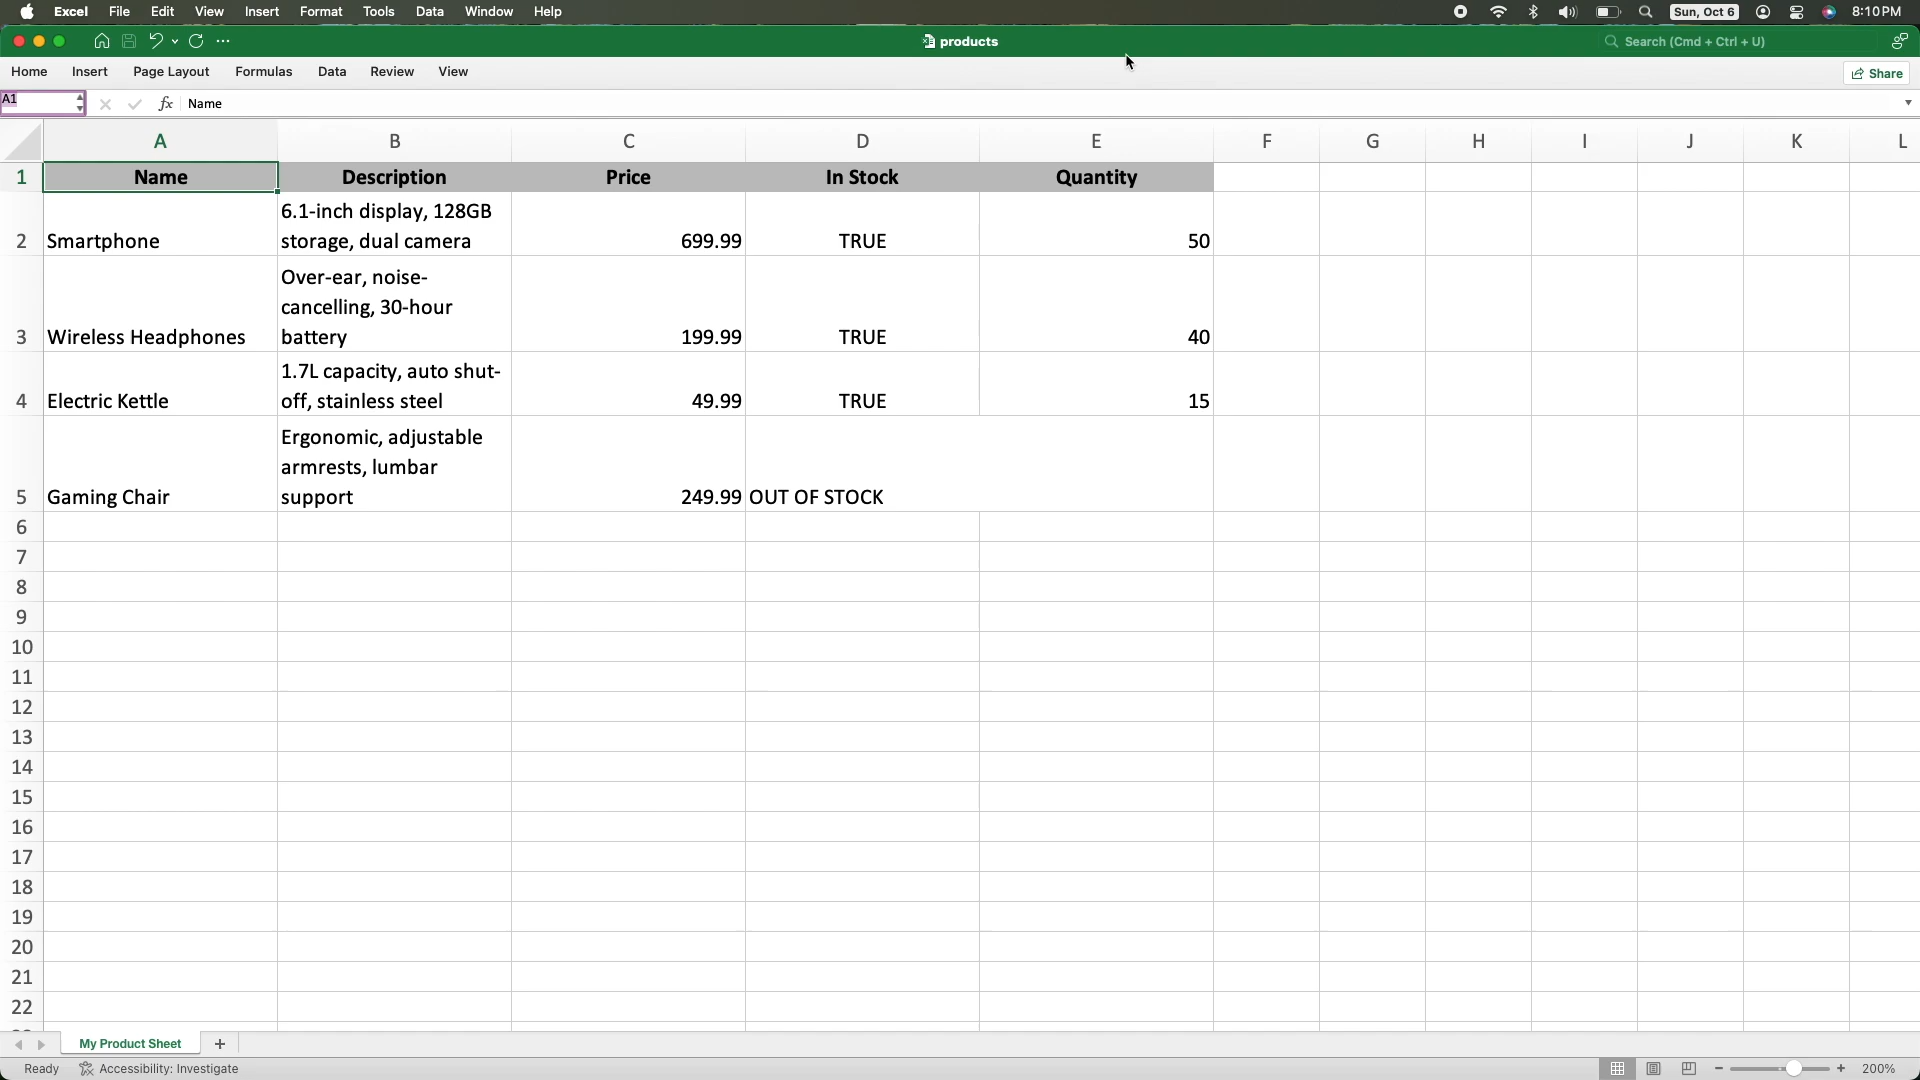 Excel File Edit View Insert Format Tools Data Window Help Sun, Oct 6 8:10 PM
products Search (Cmd + Ctrl + U)
Home Insert Page Layout Formulas Data Review View Share
A1 fx Name
A B C D E F G H I J K L
1 Name Description Price In Stock Quantity
6.1-inch display, 128GB
2 Smartphone storage, dual camera 699.99 TRUE 50
Over-ear, noise-
cancelling, 30-hour
3 Wireless Headphones battery 199.99 TRUE 40
1.7L capacity, auto shut-
4 Electric Kettle off, stainless steel 49.99 TRUE 15
Ergonomic, adjustable
armrests, lumbar
5 Gaming Chair support 249.99 OUT OF STOCK
6
7
8
9
10
11
12
13
14
15
16
17
18
19
20
21
22
My Product Sheet
Ready Accessibility: Investigate 200%